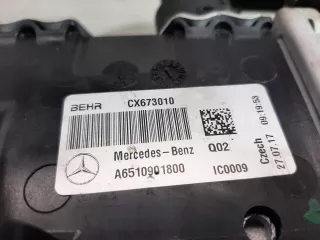 BEHR CX673010
Mercedes-Benz Q02
A6510901800 IC0009
Czech 09:19:53
27.07.17